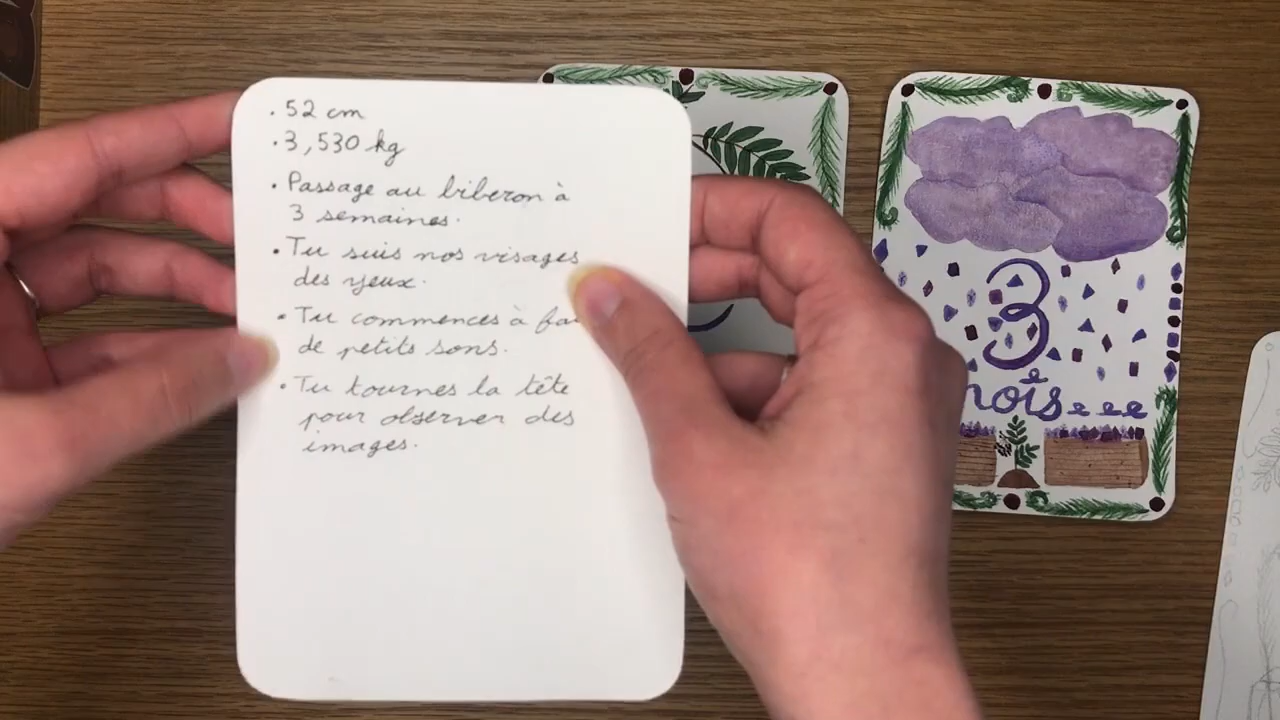 . 52 cm
. 3,530 kg
. Passage au biberon à
3 semaines.
. Tu suis nos visages
des yeux.
. Tu commences à
de petits sons.
. Tu tournes la tête
pour observer des
images.
3